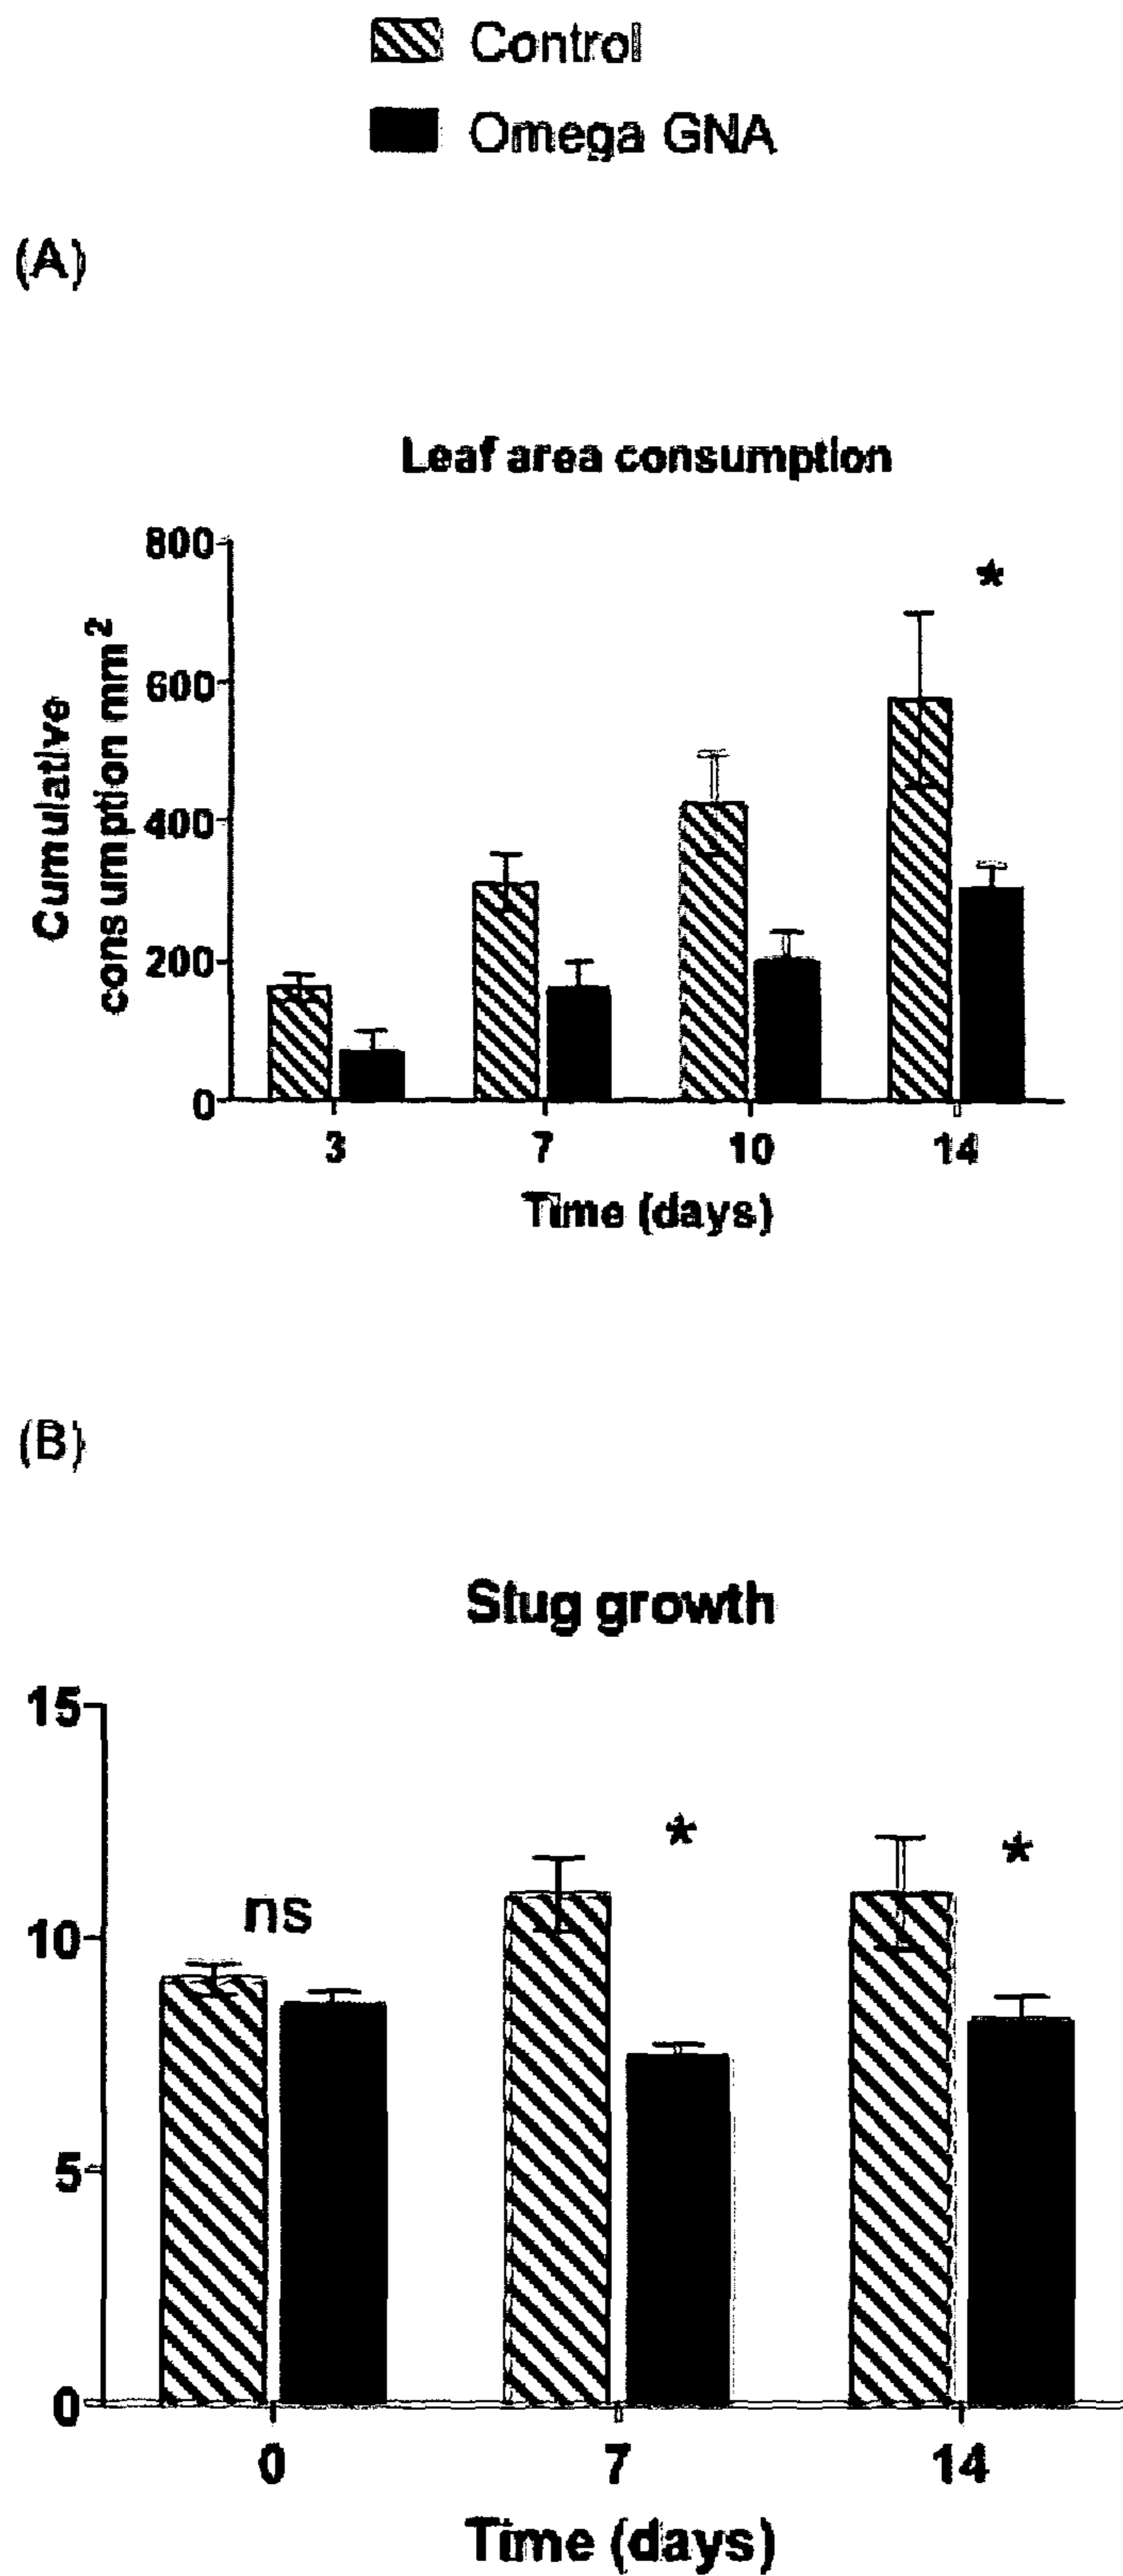 Control
Omega GNA
(A)
Leaf area consumption
Cumulative
consumption mm²
800
600
400
200
0
*
3 7 10 14
Time (days)
(B)
Slug growth
15
10
5
0
ns * *
0 7 14
Time (days)